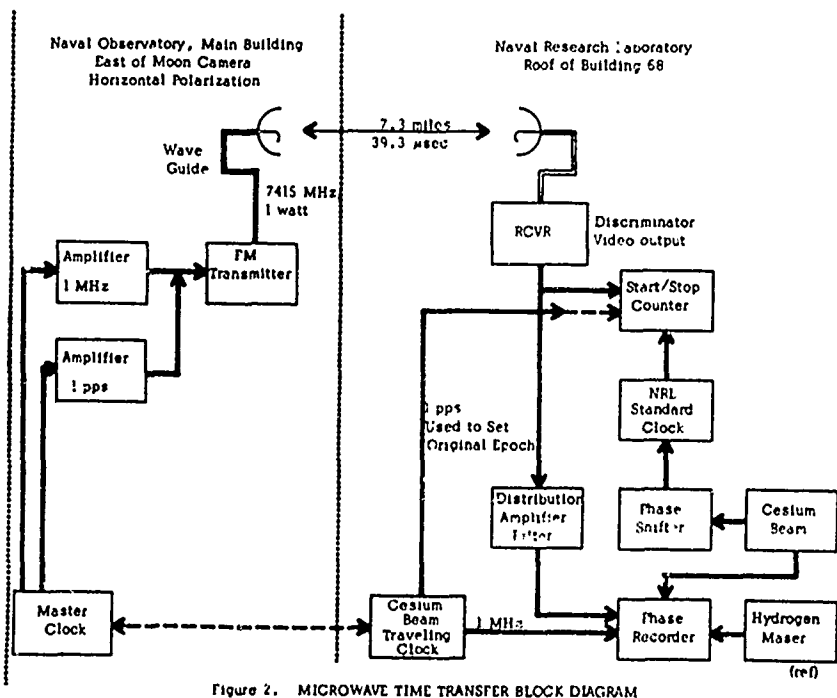 Naval Observatory, Main Building
East of Moon Camera
Horizontal Polarization
Naval Research Laboratory
Roof of Building 68
Wave
Guide
7.3 miles
39.3 μsec
7415 MHz
1 watt
RCVR
Discriminator
Video output
Amplifier
1 MHz
FM
Transmitter
Start/Stop
Counter
Amplifier
1 pps
NRL
Standard
Clock
1 pps
Used to Set
Original Epoch
Distribution
Amplifier
Filter
Phase
Shifter
Cesium
Beam
Master
Clock
Cesium
Beam
Traveling
Clock
1 MHz
Phase
Recorder
Hydrogen
Maser
(ref)
Figure 2. MICROWAVE TIME TRANSFER BLOCK DIAGRAM